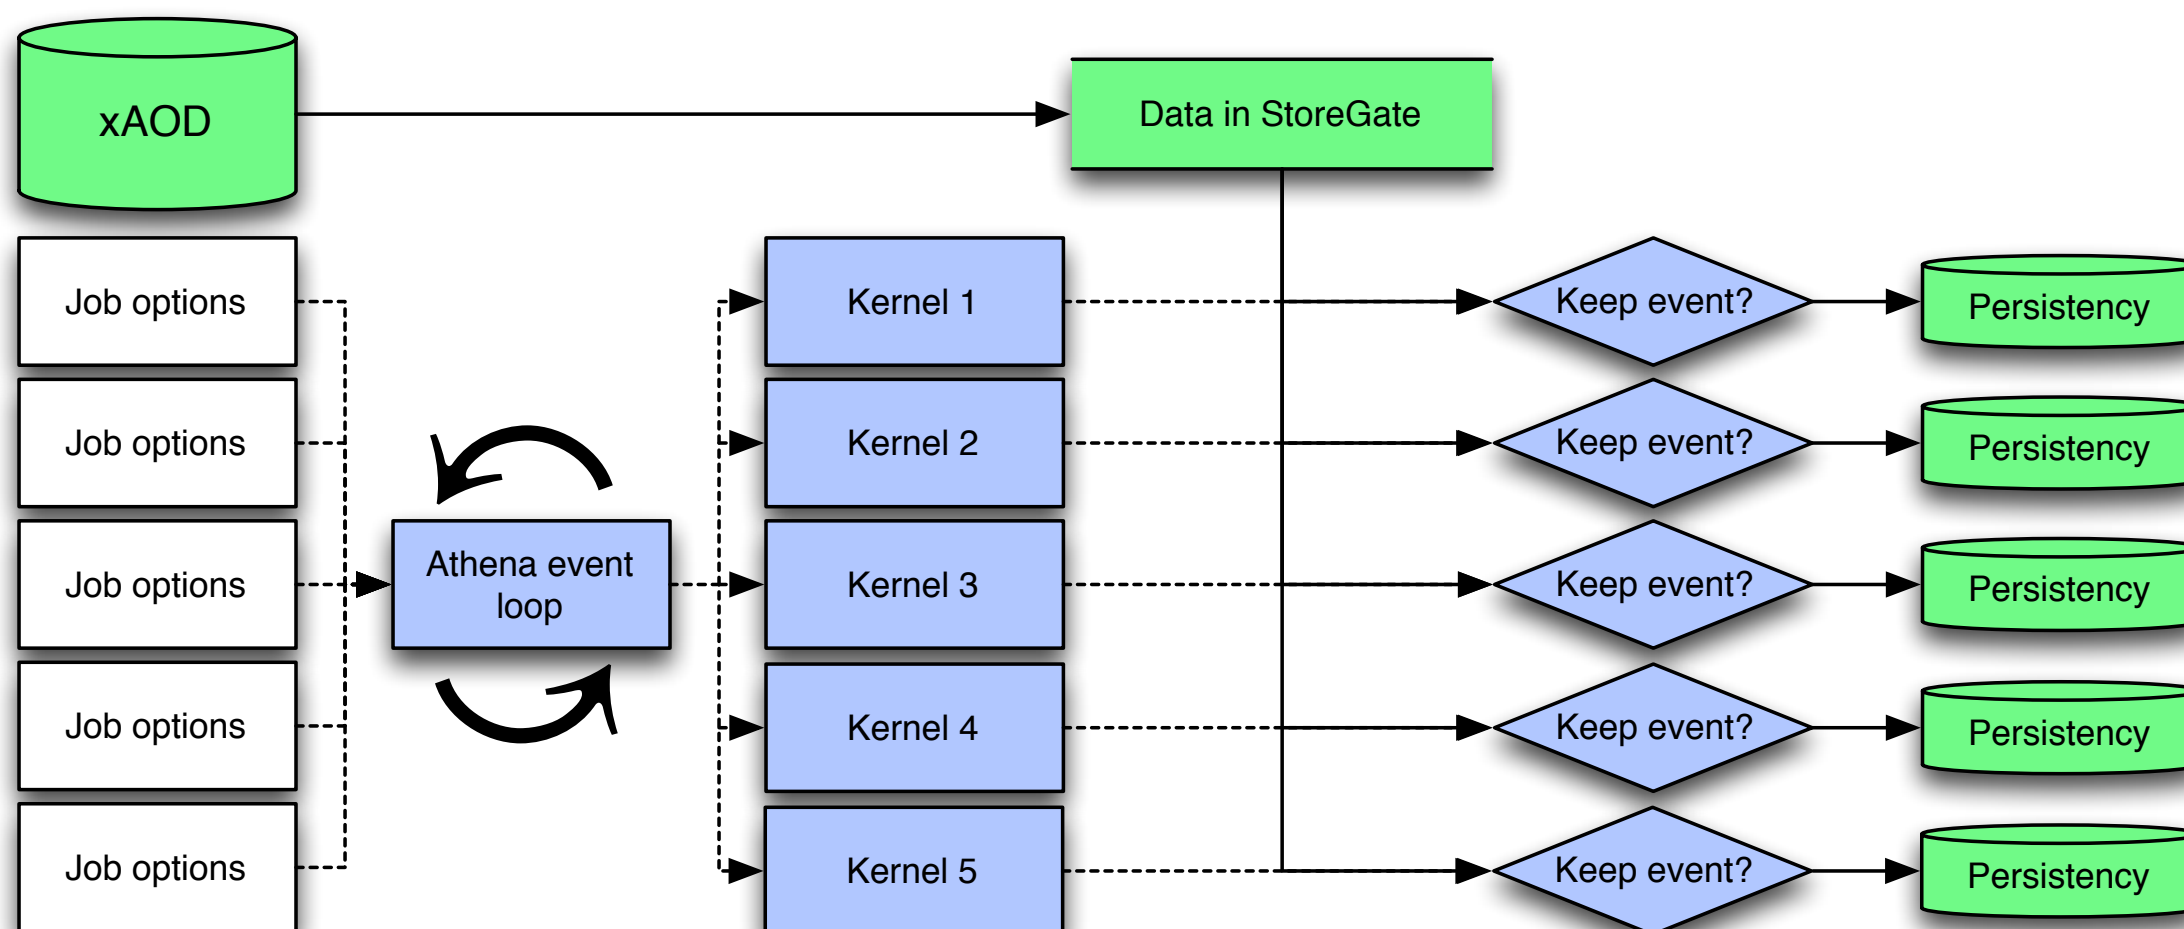 xAOD
Data in StoreGate
Job options
Kernel 1
Keep event?
Persistency
Job options
Kernel 2
Keep event?
Persistency
Job options
Athena event
loop
Kernel 3
Keep event?
Persistency
Job options
Kernel 4
Keep event?
Persistency
Job options
Kernel 5
Keep event?
Persistency